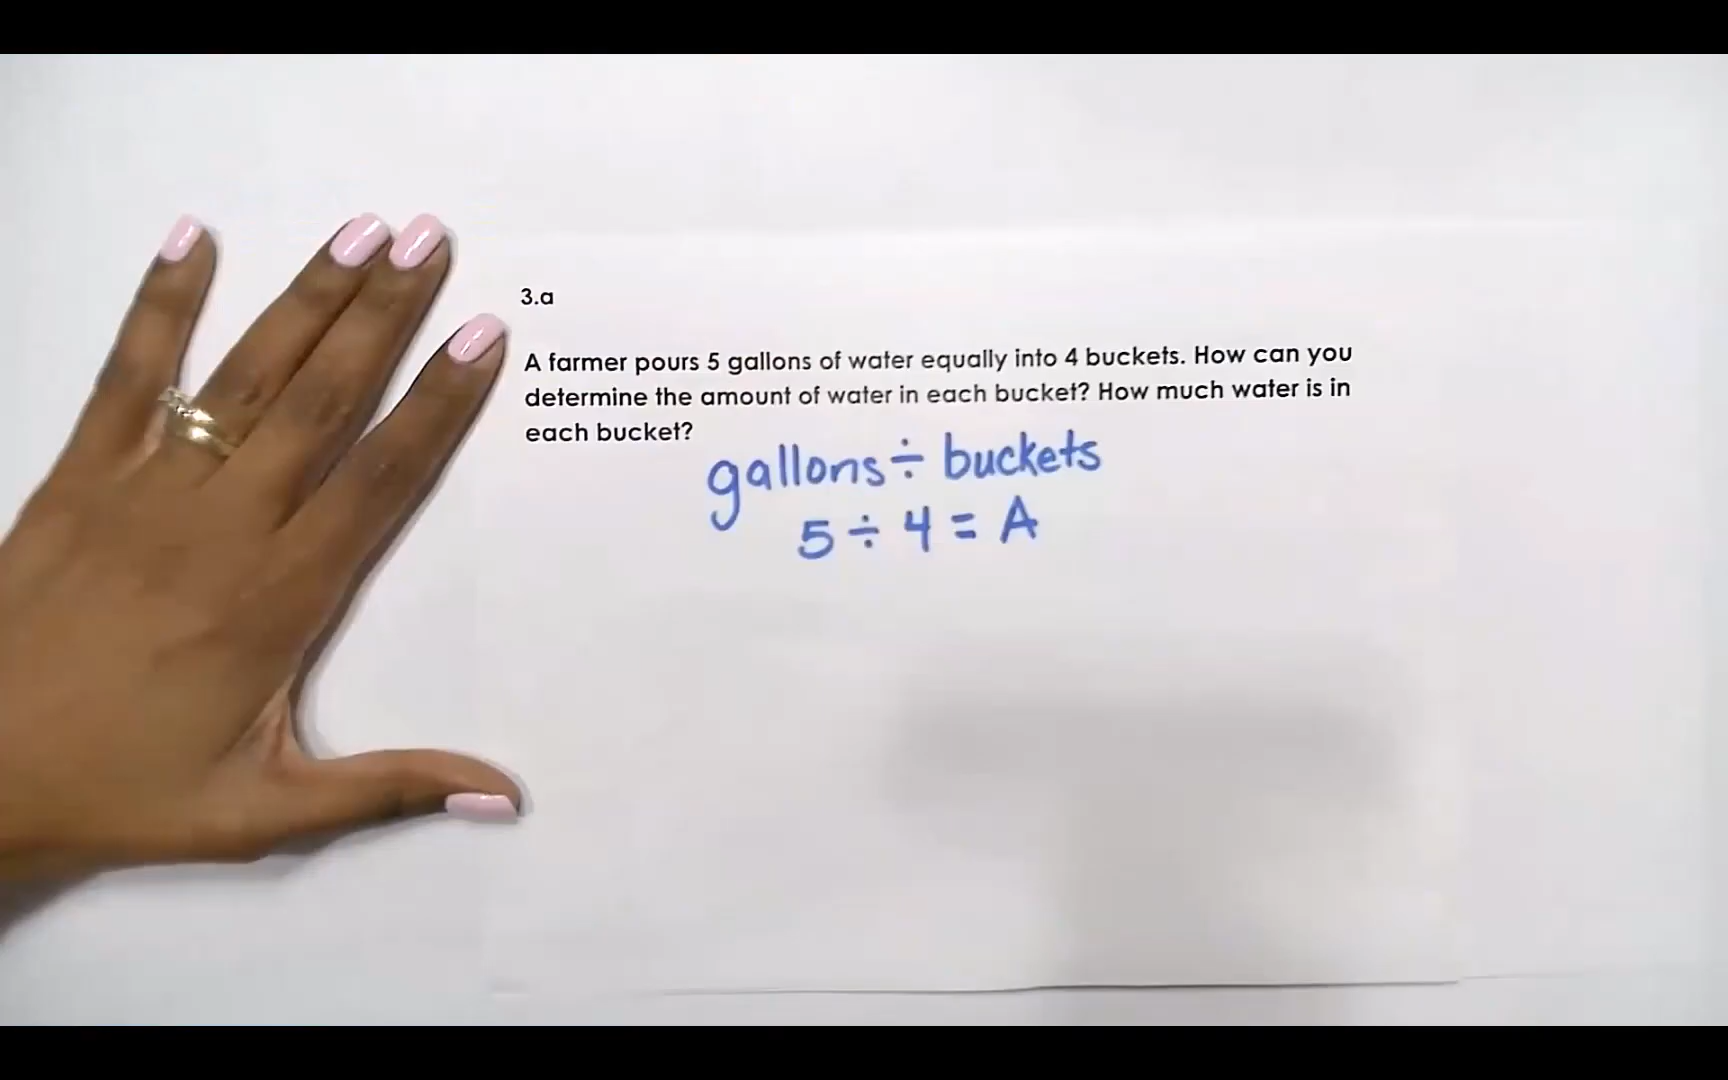 3.a
A farmer pours 5 gallons of water equally into 4 buckets. How can you
determine the amount of water in each bucket? How much water is in
each bucket?
gallons ÷ buckets
5 ÷ 4 = A